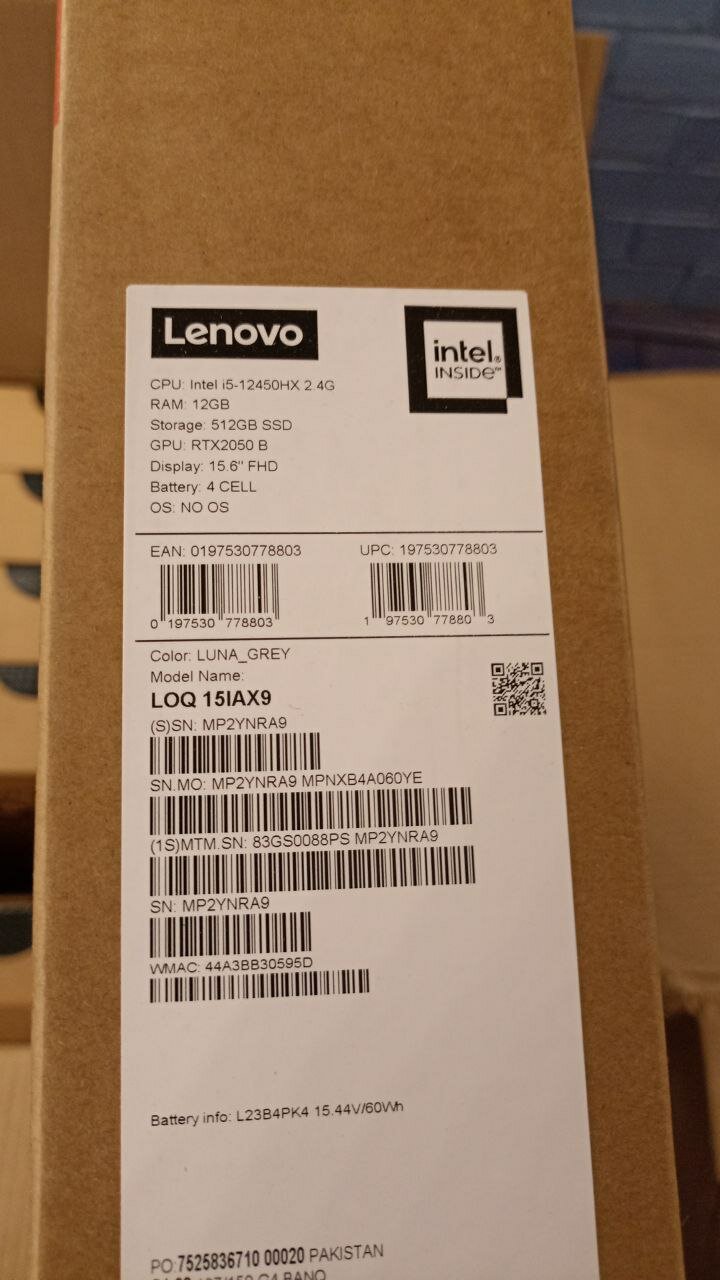 Lenovo
intel.
INSIDE™
CPU: Intel i5-12450HX 2.4G
RAM: 12GB
Storage: 512GB SSD
GPU: RTX2050 B
Display: 15.6" FHD
Battery: 4 CELL
OS: NO OS
EAN: 0197530778803
UPC: 197530778803
0 197530 778803
1 97530 77880 3
Color: LUNA_GREY
Model Name:
LOQ 15IAX9
(S)SN: MP2YNRA9
SN.MO: MP2YNRA9 MPNXB4A060YE
(1S)MTM.SN: 83GS0088PS MP2YNRA9
SN: MP2YNRA9
WMAC: 44A3BB30595D
Battery info: L23B4PK4 15.44V/60Wh
PO:7525836710 00020 PAKISTAN